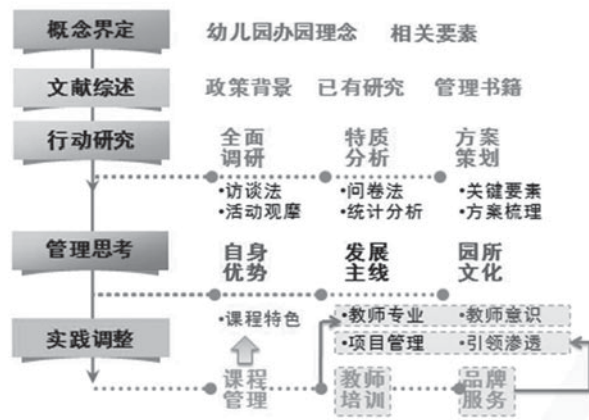 概念界定 幼儿园办园理念 相关要素
文献综述 政策背景 已有研究 管理书籍
行动研究 全面 特质 方案
调研 分析 策划
•访谈法 •问卷法 •关键要素
•活动观摩 •统计分析 •方案梳理
管理思考 自身 发展 园所
优势 主线 文化
•课程特色 •教师专业 •教师意识
实践调整 •项目管理 •引领渗透
课程 教师 品牌
管理 培训 服务